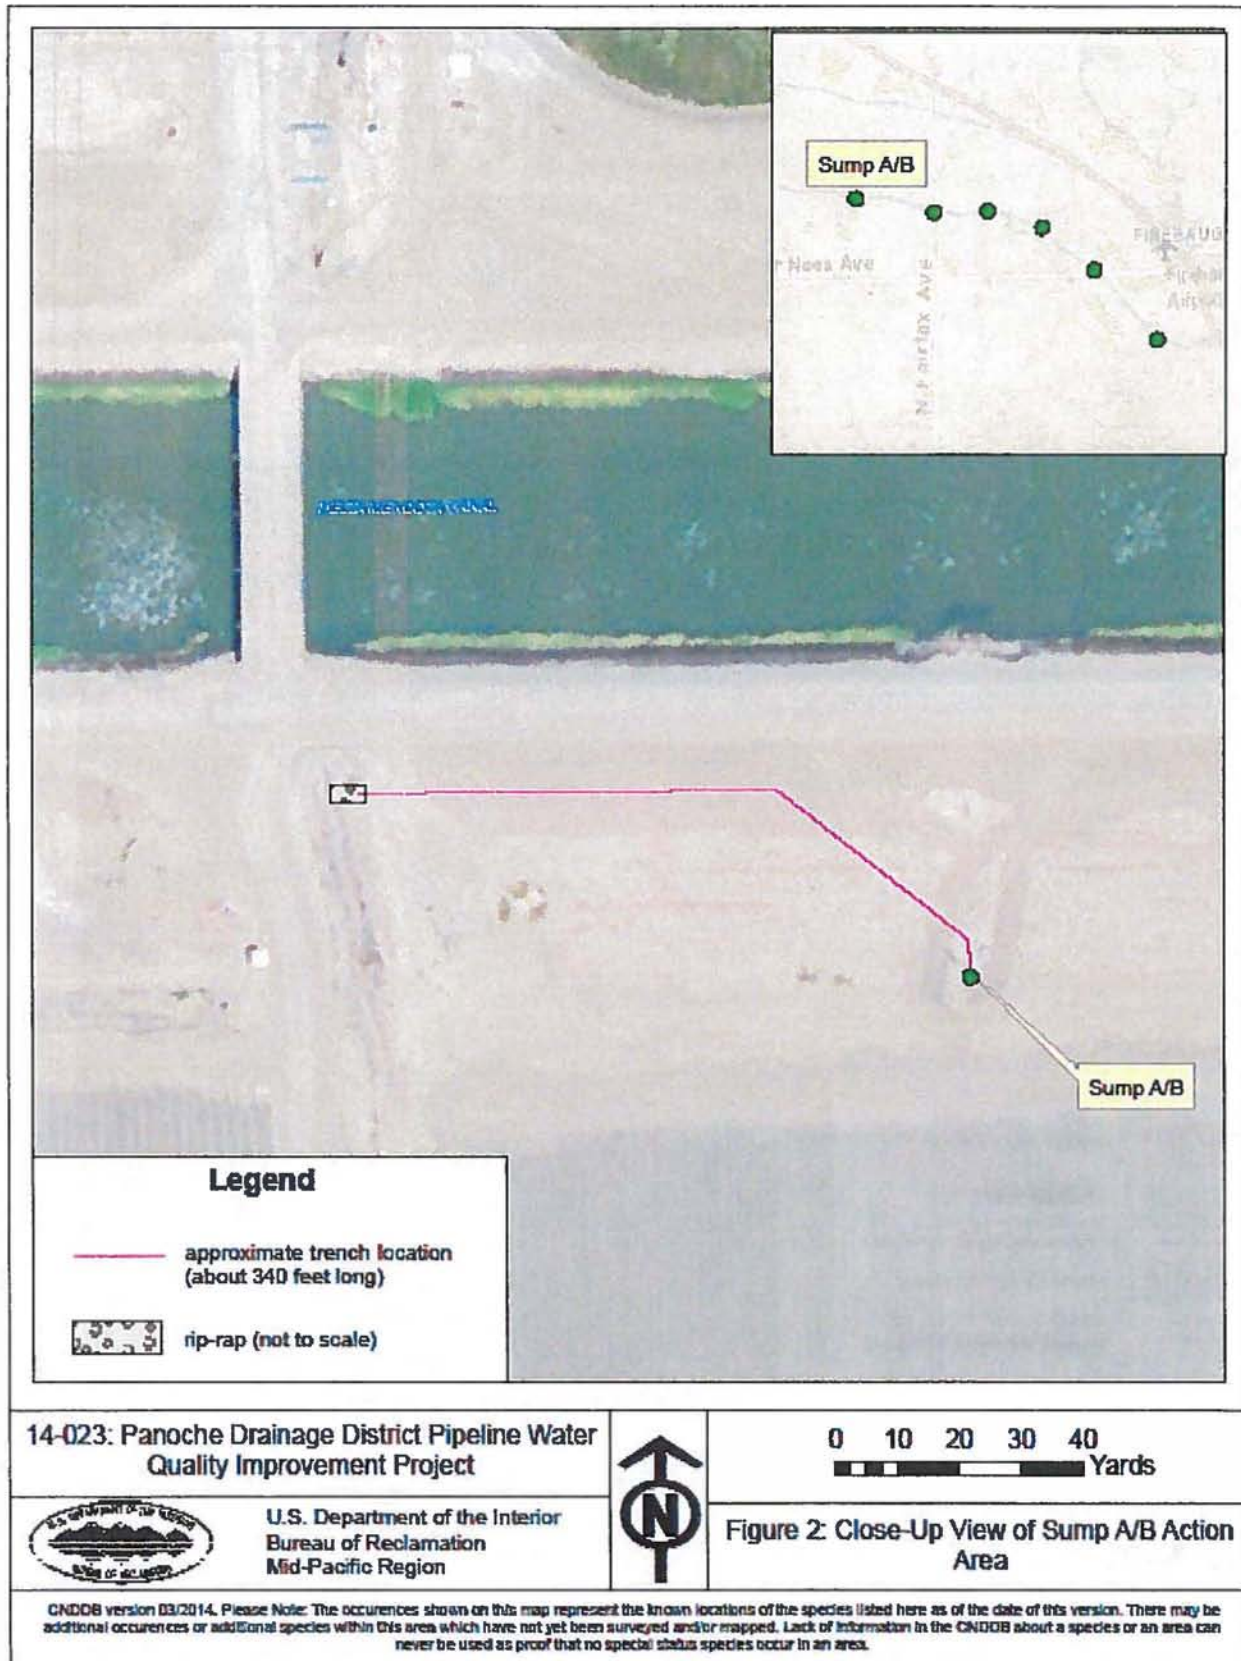 Sump A/B
FIREBAUG
r Ness Ave
N Fairfax Ave
Airpo
Sump A/B
Legend
approximate trench location
(about 340 feet long)
rip-rap (not to scale)
14-023: Panoche Drainage District Pipeline Water
Quality Improvement Project
N
0 10 20 30 40
Yards
U.S. Department of the Interior
Bureau of Reclamation
Mid-Pacific Region
Figure 2: Close-Up View of Sump A/B Action
Area
CNDDB version 03/2014. Please Note: The occurences shown on this map represent the known locations of the species listed here as of the date of this version. There may be
additional occurences or additional species within this area which have not yet been surveyed and/or mapped. Lack of information in the CNDDB about a species or an area can
never be used as proof that no special status species occur in an area.